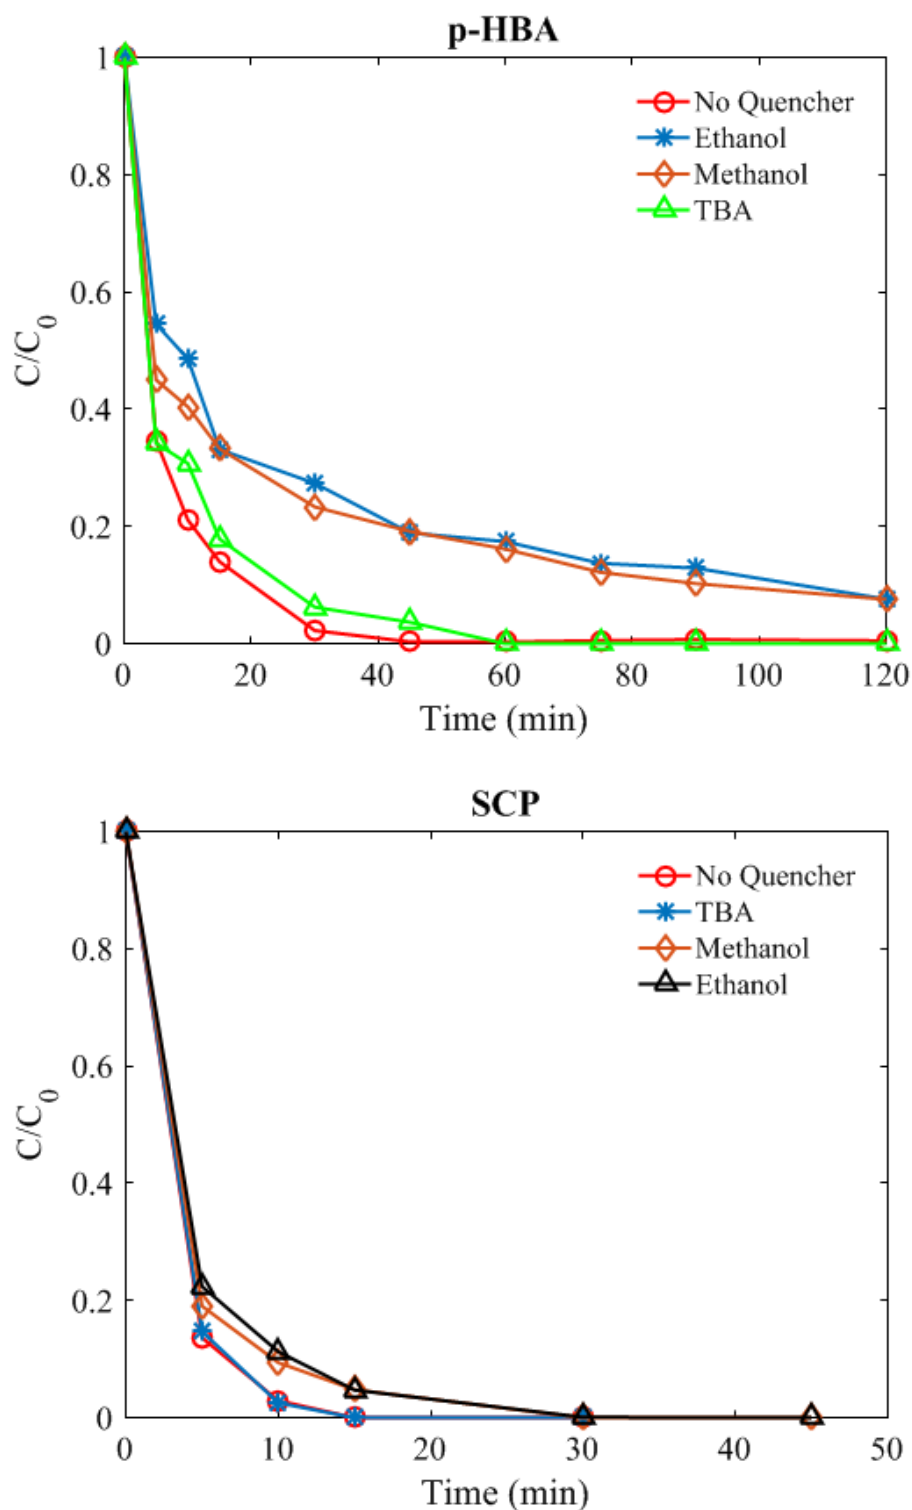 p-HBA
1
0.8
0.6
0.4
0.2
0
C/C0
No Quencher
Ethanol
Methanol
TBA
0 20 40 60 80 100 120
Time (min)
SCP
1
0.8
0.6
0.4
0.2
0
C/C0
No Quencher
TBA
Methanol
Ethanol
0 10 20 30 40 50
Time (min)